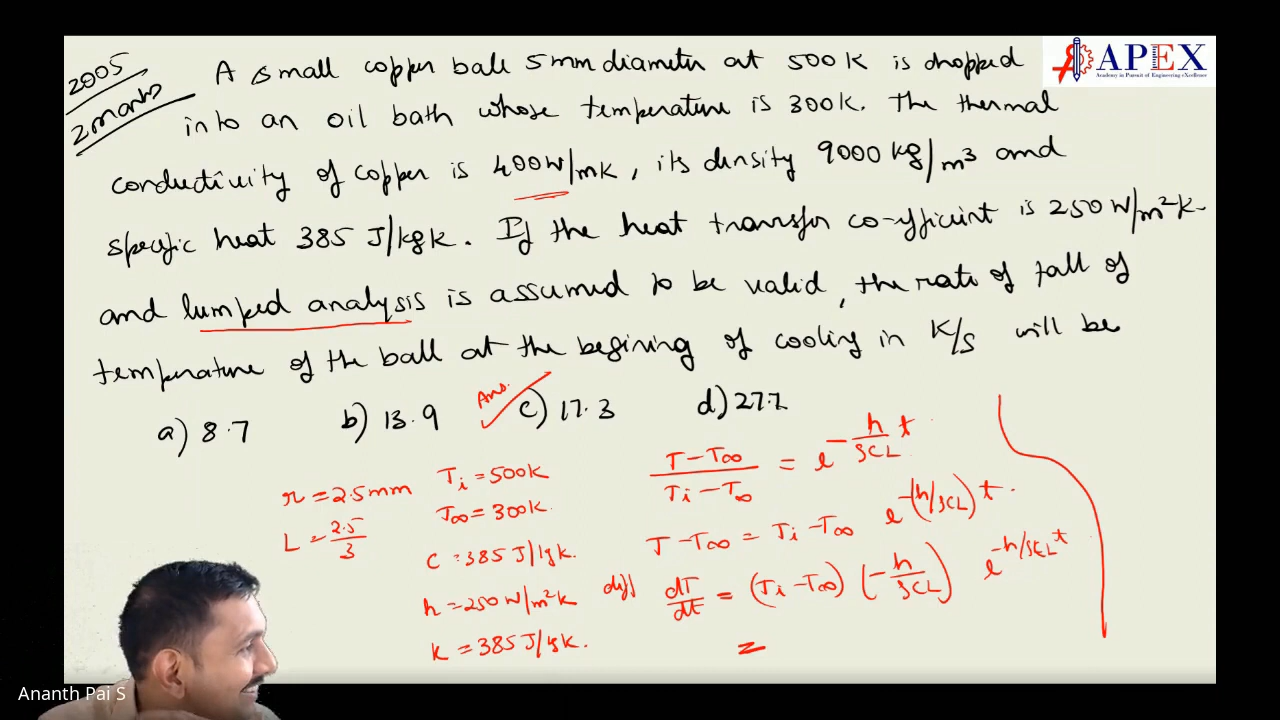 2005
2 marks
APEX
Academy in Pursuit of Engineering eXcellence
A small copper ball 5mm diameter at 500K is dropped
into an oil bath whose temperature is 300K. The thermal
conductivity of copper is 400W/mK, its density 9000 kg/m³ and
specific heat 385 J/kgK. If the heat transfer co-efficient is 250 W/m²K
and lumped analysis is assumed to be valid, the rate of fall of
temperature of the ball at the begining of cooling in K/s will be
a) 8.7 b) 13.9 Ans. c) 17.3 d) 27.7
r = 2.5mm
L = 2.5/3
Ti = 500K
T∞ = 300K
C = 385 J/kgK.
h = 250 W/m²K
k = 385 J/kgK.
T-T∞/Ti-T∞ = e^-h/ρCL t
T-T∞ = Ti-T∞ e^-(h/ρCL)t.
diff dT/dt = (Ti-T∞) (-h/ρCL) e^-h/ρCL t
=
Ananth Pai S